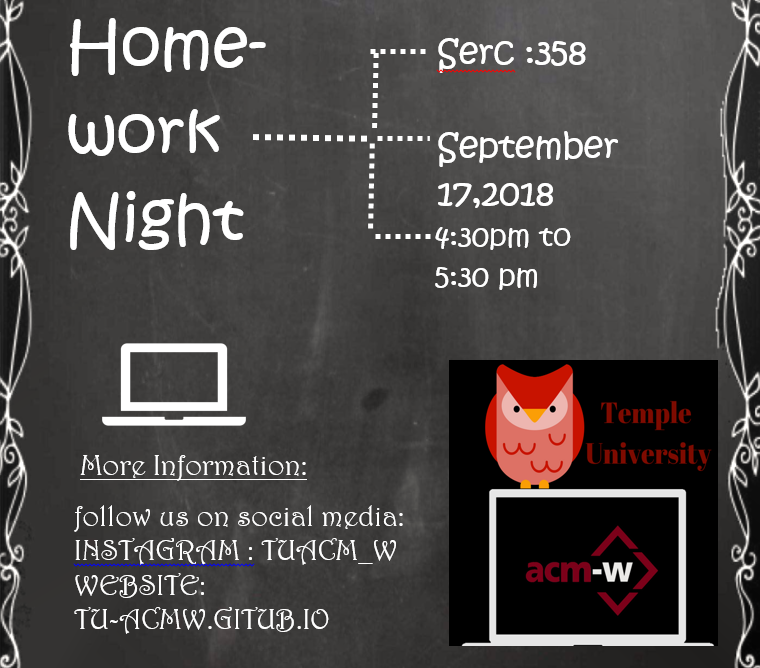 Home-
work
Night
SerC :358
September
17,2018
4:30pm to
5:30 pm
More Information:
follow us on social media:
INSTAGRAM : TUACM_W
WEBSITE:
TU-ACMW.GITUB.IO
Temple
University
acm-w